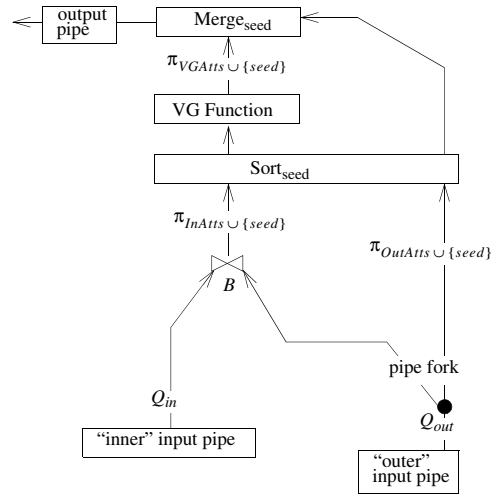 output
pipe
Merge_seed
π_VGAtts ∪ {seed}
VG Function
Sort_seed
π_InAtts ∪ {seed}
π_OutAtts ∪ {seed}
B
pipe fork
Q_in
Q_out
“inner” input pipe
“outer”
input pipe